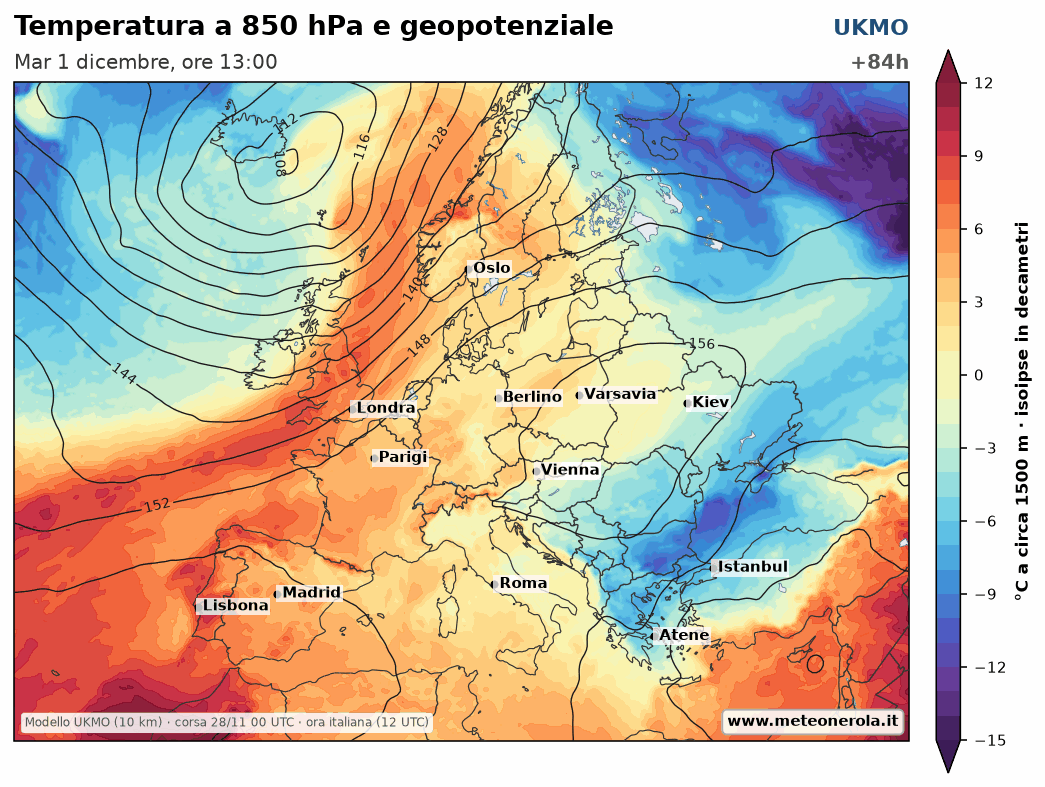 Temperatura a 850 hPa e geopotenziale
UKMO
Mar 1 dicembre, ore 13:00
+84h
112
108
116
128
140
148
144
152
156
Oslo
Londra
Berlino
Varsavia
Kiev
Parigi
Vienna
Madrid
Lisbona
Roma
Istanbul
Atene
12
9
6
3
0
−3
−6
−9
−12
−15
°C a circa 1500 m · isoipse in decametri
Modello UKMO (10 km) · corsa 28/11 00 UTC · ora italiana (12 UTC)
www.meteonerola.it